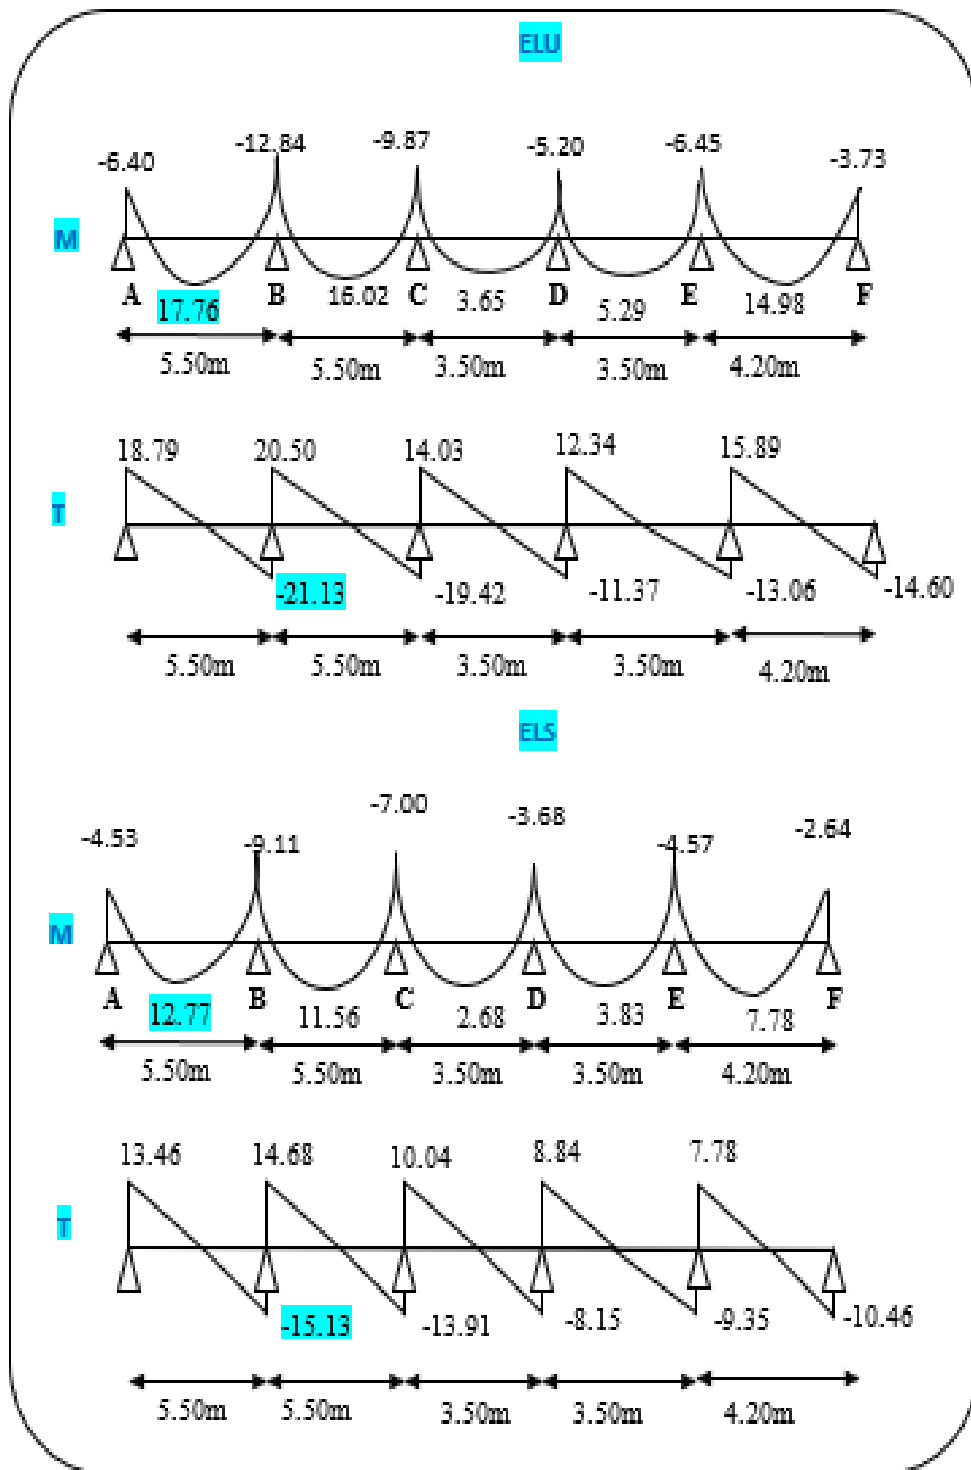 ELU
-6.40 -12.84 -9.87 -5.20 -6.45 -3.73
M
A B C D E F
17.76 16.02 3.65 5.29 14.98
5.50m 5.50m 3.50m 3.50m 4.20m
18.79 20.50 14.03 12.34 15.89
T
-21.13 -19.42 -11.37 -13.06 -14.60
5.50m 5.50m 3.50m 3.50m 4.20m
ELS
-4.53 -9.11 -7.00 -3.68 -4.57 -2.64
M
A B C D E F
12.77 11.56 2.68 3.83 7.78
5.50m 5.50m 3.50m 3.50m 4.20m
13.46 14.68 10.04 8.84 7.78
T
-15.13 -13.91 -8.15 -9.35 -10.46
5.50m 5.50m 3.50m 3.50m 4.20m